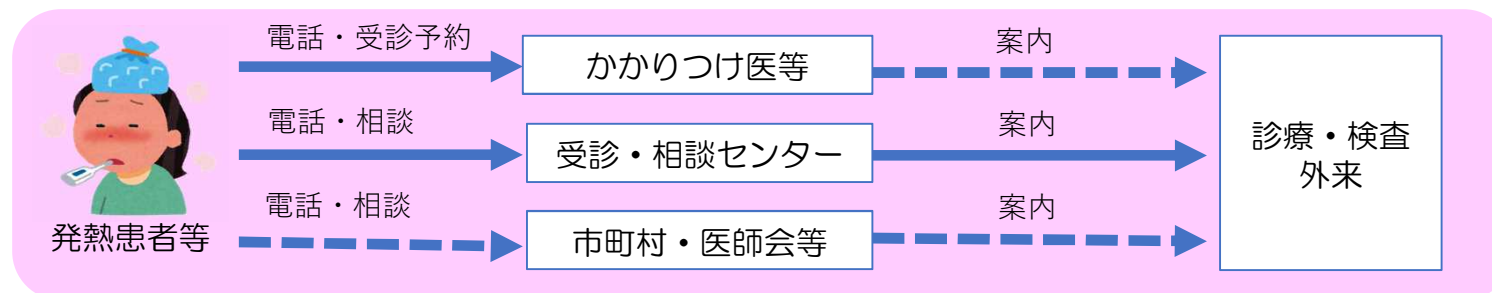 電話・受診予約
かかりつけ医等
案内
電話・相談
受診・相談センター
案内
電話・相談
市町村・医師会等
案内
発熱患者等
診療・検査
外来